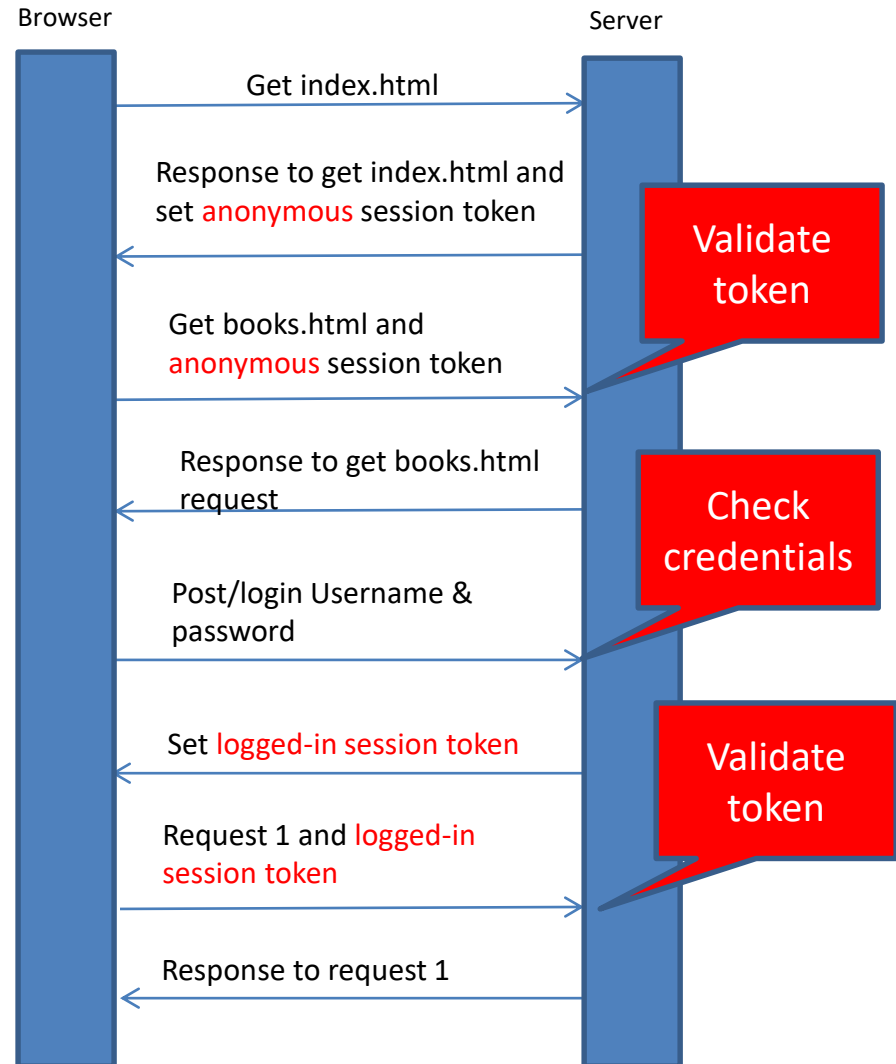 Browser
Server
Get index.html
Response to get index.html and
set anonymous session token
Validate
token
Get books.html and
anonymous session token
Response to get books.html
request
Check
credentials
Post/login Username &
password
Set logged-in session token
Validate
token
Request 1 and logged-in
session token
Response to request 1